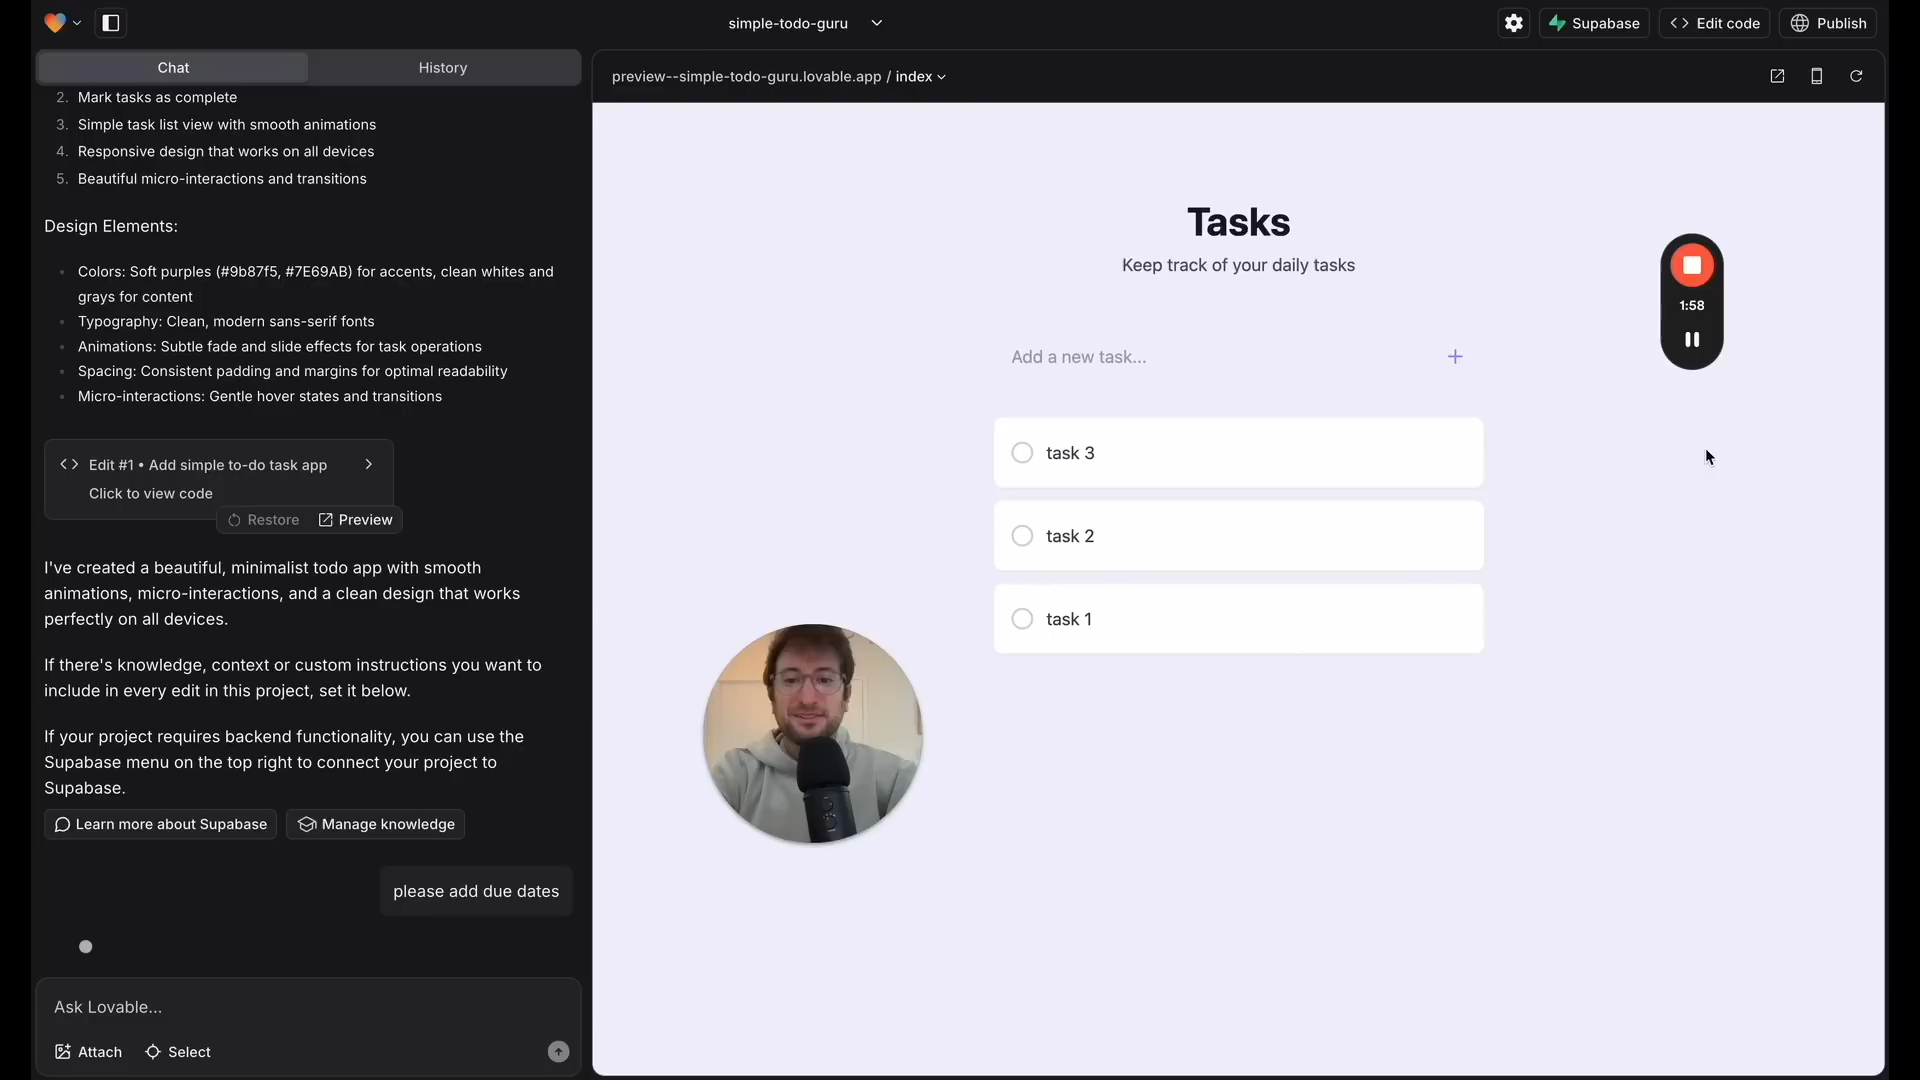 simple-todo-guru
Supabase
Edit code
Publish
Chat
History
2. Mark tasks as complete
3. Simple task list view with smooth animations
4. Responsive design that works on all devices
5. Beautiful micro-interactions and transitions
Design Elements:
• Colors: Soft purples (#9b87f5, #7E69AB) for accents, clean whites and
grays for content
• Typography: Clean, modern sans-serif fonts
• Animations: Subtle fade and slide effects for task operations
• Spacing: Consistent padding and margins for optimal readability
• Micro-interactions: Gentle hover states and transitions
Edit #1 • Add simple to-do task app
Click to view code
Restore
Preview
I've created a beautiful, minimalist todo app with smooth
animations, micro-interactions, and a clean design that works
perfectly on all devices.
If there's knowledge, context or custom instructions you want to
include in every edit in this project, set it below.
If your project requires backend functionality, you can use the
Supabase menu on the top right to connect your project to
Supabase.
Learn more about Supabase
Manage knowledge
please add due dates
Ask Lovable...
Attach
Select
preview--simple-todo-guru.lovable.app / index
Tasks
Keep track of your daily tasks
Add a new task...
+
task 3
task 2
task 1
1:58